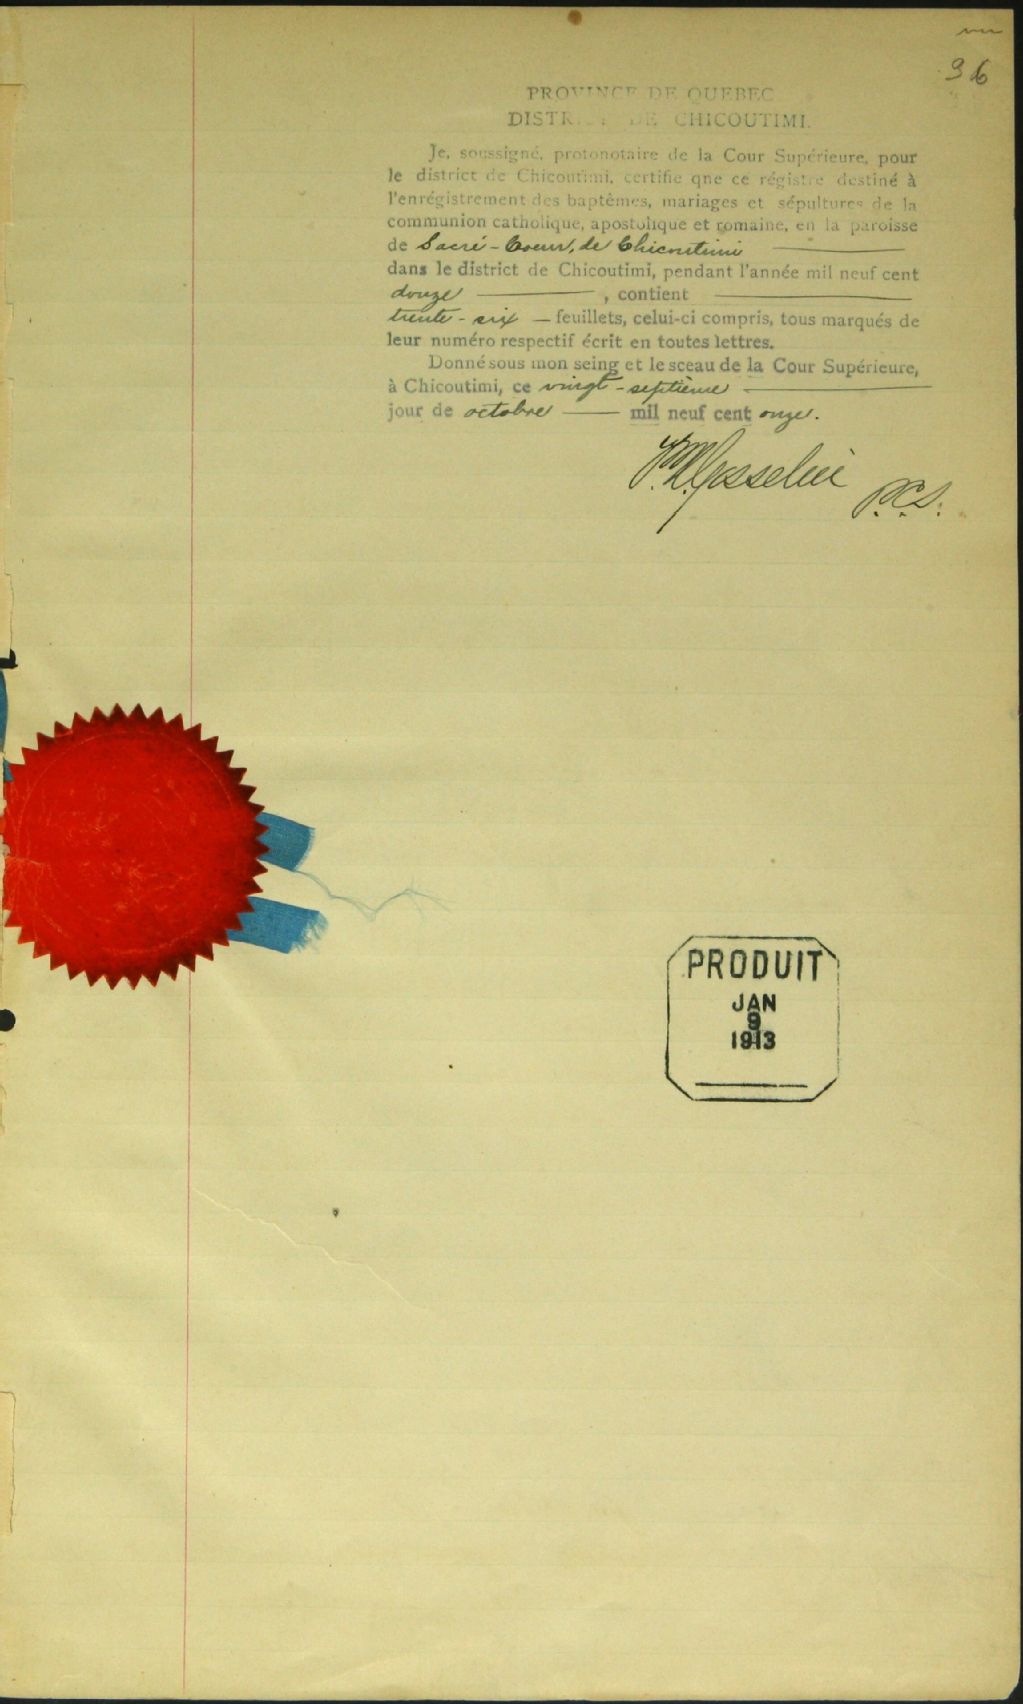 36
PROVINCE DE QUEBEC
DISTRICT DE CHICOUTIMI.
Je, soussigné, protonotaire de la Cour Supérieure, pour
le district de Chicoutimi, certifie qne ce régistre destiné à
l'enrégistrement des baptêmes, mariages et sépultures de la
communion catholique, apostolique et romaine, en la paroisse
de Sacré-Coeur, de Chicoutimi
dans le district de Chicoutimi, pendant l'année mil neuf cent
douze , contient
trente-six feuillets, celui-ci compris, tous marqués de
leur numéro respectif écrit en toutes lettres.
Donné sous mon seing et le sceau de la Cour Supérieure,
à Chicoutimi, ce vingt-septième
jour de octobre mil neuf cent onze.
P.C.S.
PRODUIT
JAN
9
1913